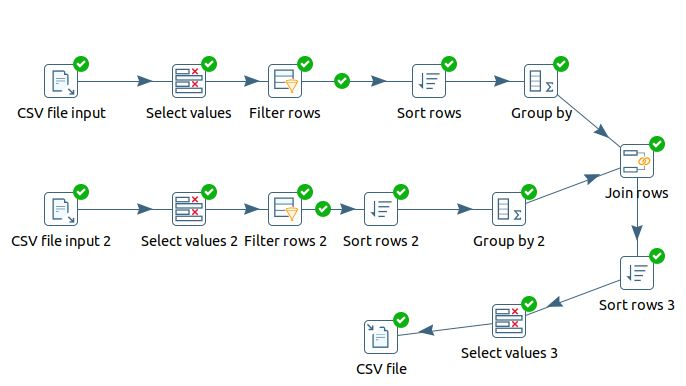 CSV file input
Select values
Filter rows
Sort rows
Group by
Join rows
CSV file input 2
Select values 2
Filter rows 2
Sort rows 2
Group by 2
Sort rows 3
Select values 3
CSV file